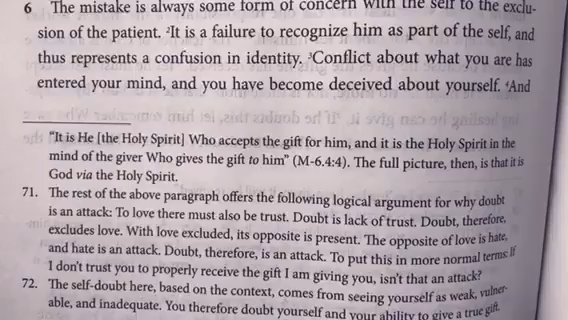 6 The mistake is always some form of concern with the self to the exclu-
sion of the patient. ²It is a failure to recognize him as part of the self, and
thus represents a confusion in identity. ³Conflict about what you are has
entered your mind, and you have become deceived about yourself. ⁴And
“It is He [the Holy Spirit] Who accepts the gift for him, and it is the Holy Spirit in the
mind of the giver Who gives the gift to him” (M-6.4:4). The full picture, then, is that it is
God via the Holy Spirit.
71. The rest of the above paragraph offers the following logical argument for why doubt
is an attack: To love there must also be trust. Doubt is lack of trust. Doubt, therefore,
excludes love. With love excluded, its opposite is present. The opposite of love is hate,
and hate is an attack. Doubt, therefore, is an attack. To put this in more normal terms: If
I don’t trust you to properly receive the gift I am giving you, isn’t that an attack?
72. The self-doubt here, based on the context, comes from seeing yourself as weak, vulner-
able, and inadequate. You therefore doubt yourself and your ability to give a true gift.